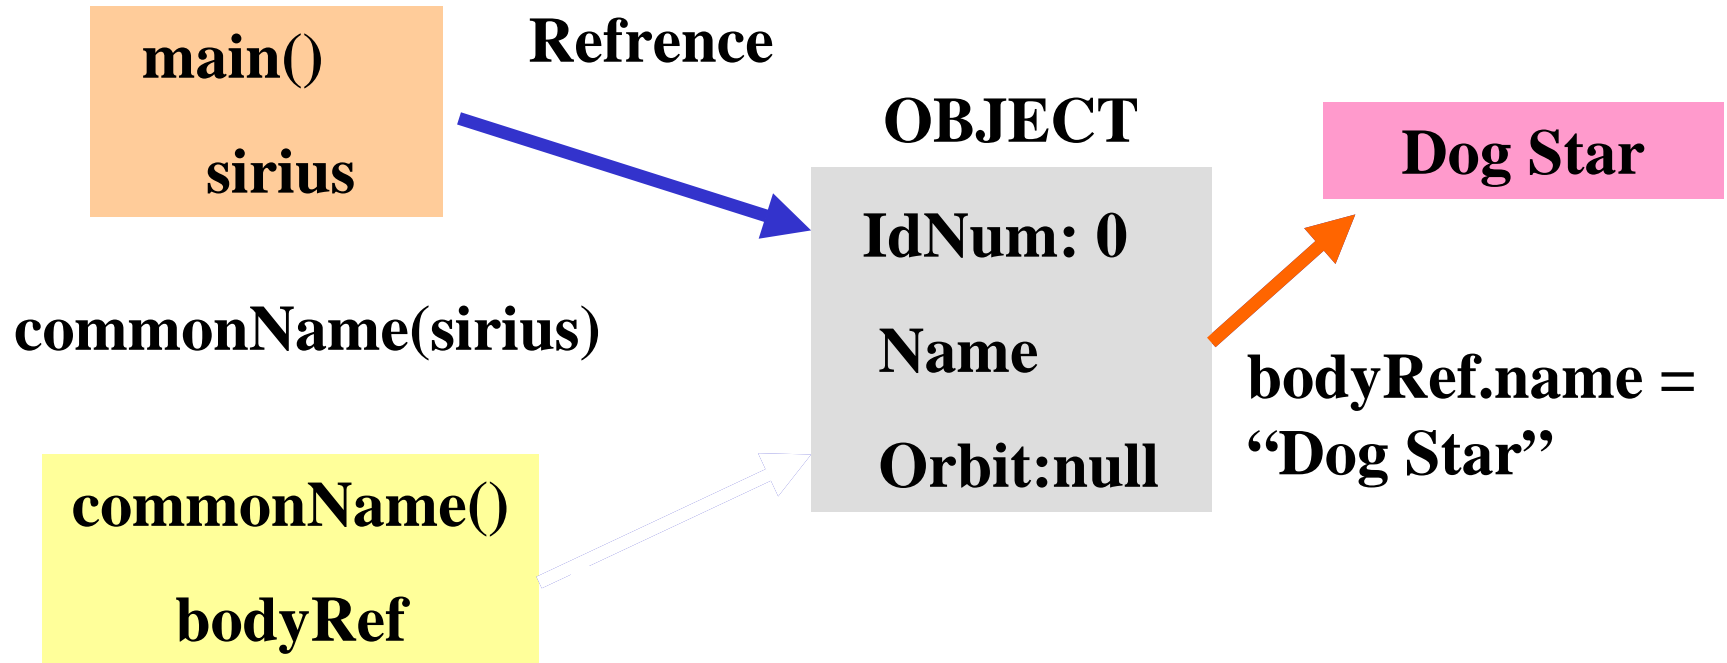 main()
sirius
Refrence
OBJECT
IdNum: 0
Name
Orbit:null
Dog Star
bodyRef.name =
“Dog Star”
commonName(sirius)
commonName()
bodyRef